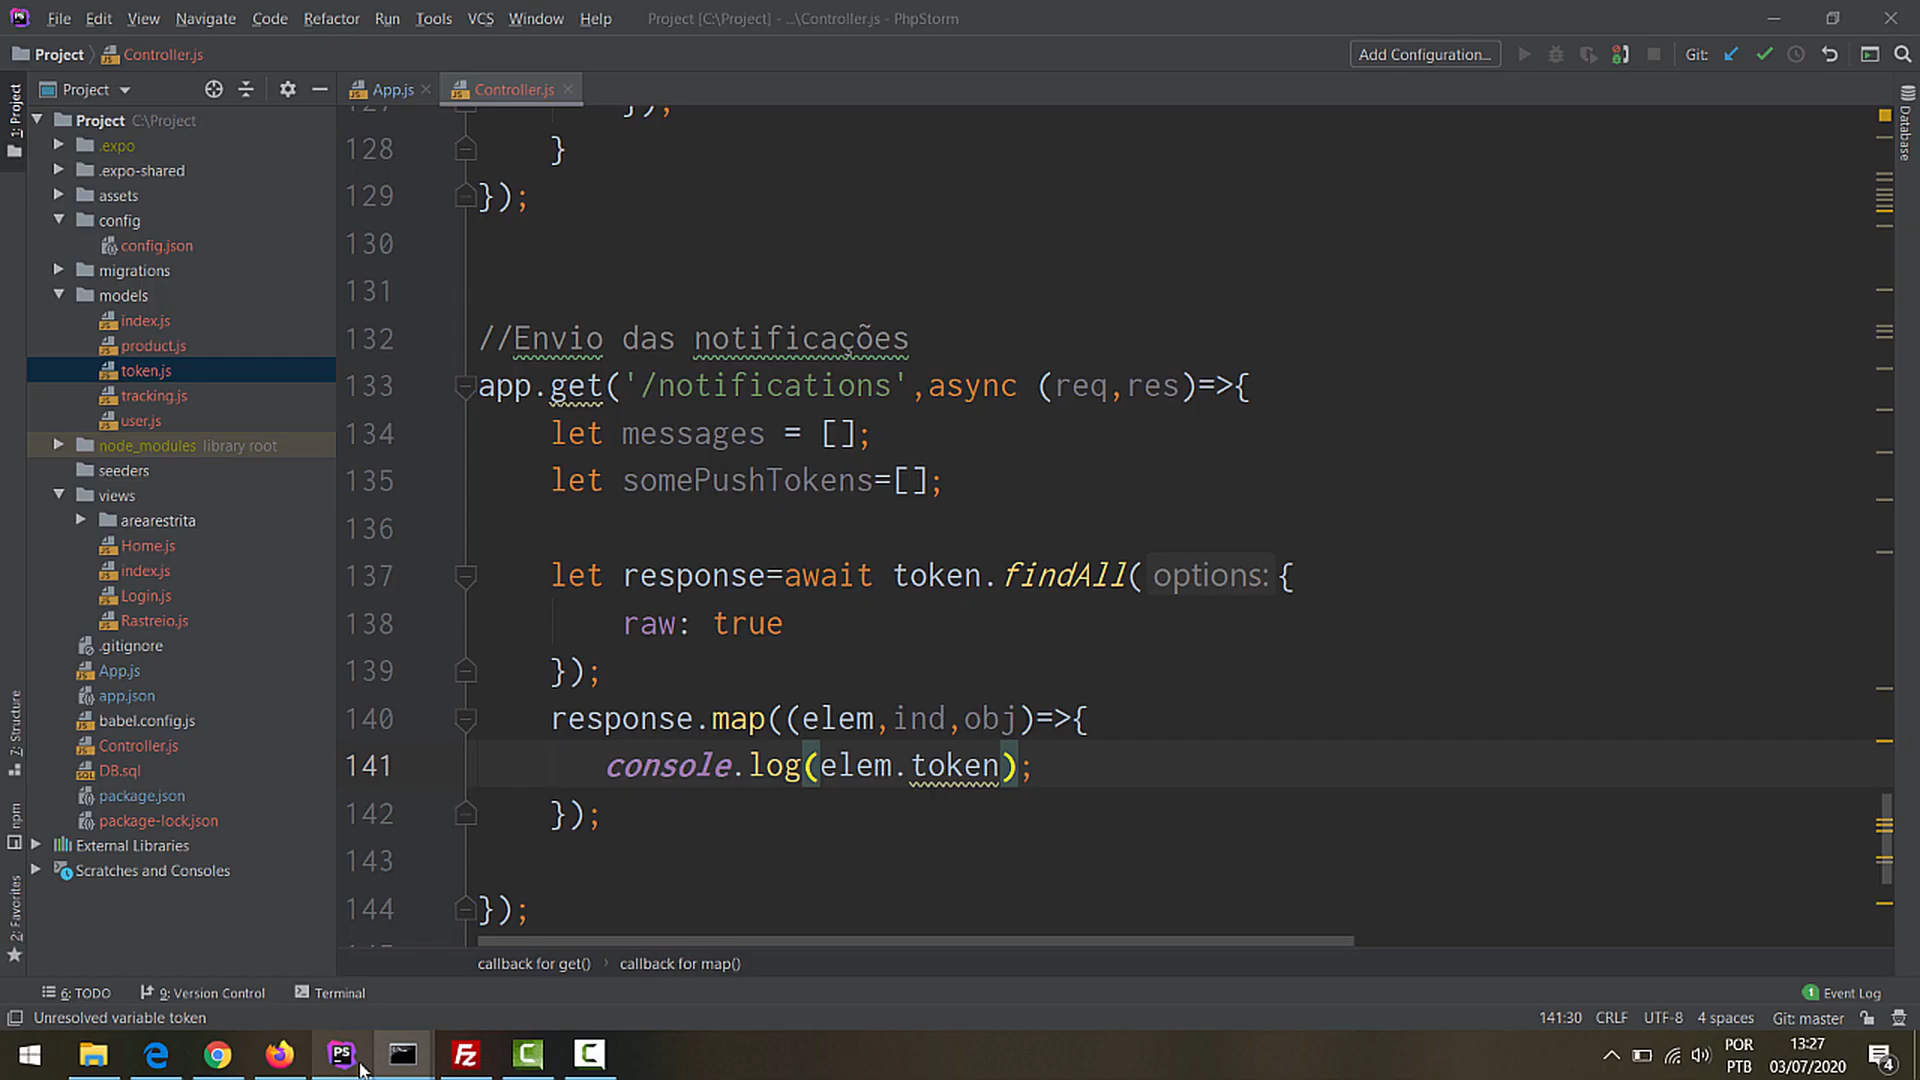 File Edit View Navigate Code Refactor Run Tools VCS Window Help Project [C:\Project] - ...\Controller.js - PhpStorm
Project Controller.js Add Configuration... Git:
Project App.js Controller.js
1: Project
Database
Project C:\Project
.expo
.expo-shared
assets
config
config.json
migrations
models
index.js
product.js
token.js
tracking.js
user.js
node_modules library root
seeders
views
arearestrita
Home.js
index.js
Login.js
Rastreio.js
.gitignore
App.js
app.json
babel.config.js
Controller.js
DB.sql
package.json
package-lock.json
External Libraries
Scratches and Consoles
7: Structure
npm
2: Favorites
127 });
128 }
129 });
130
131
132 //Envio das notificações
133 app.get('/notifications',async (req,res)=>{
134 let messages = [];
135 let somePushTokens=[];
136
137 let response=await token.findAll( options: {
138 raw: true
139 });
140 response.map((elem,ind,obj)=>{
141 console.log(elem.token);
142 });
143
144 });
callback for get() callback for map()
6: TODO 9: Version Control Terminal 1 Event Log
Unresolved variable token 141:30 CRLF UTF-8 4 spaces Git: master
PS Fz C C POR 13:27
PTB 03/07/2020 4